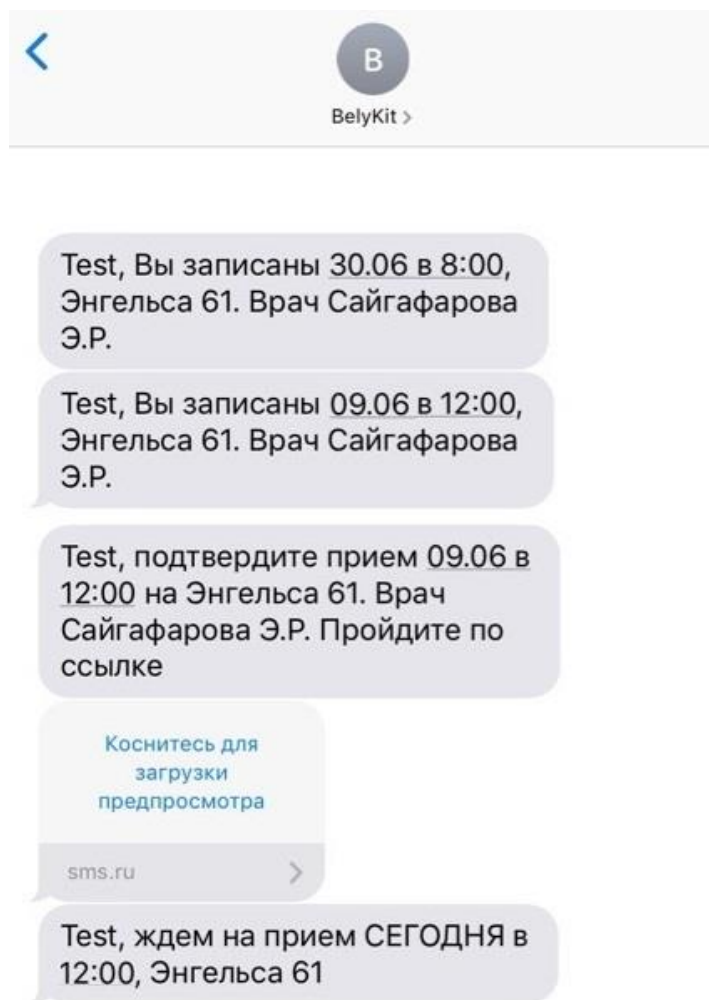 B
BelyKit >
Test, Вы записаны 30.06 в 8:00,
Энгельса 61. Врач Сайгафарова
Э.Р.
Test, Вы записаны 09.06 в 12:00,
Энгельса 61. Врач Сайгафарова
Э.Р.
Test, подтвердите прием 09.06 в
12:00 на Энгельса 61. Врач
Сайгафарова Э.Р. Пройдите по
ссылке
Коснитесь для
загрузки
предпросмотра
sms.ru
Test, ждем на прием СЕГОДНЯ в
12:00, Энгельса 61